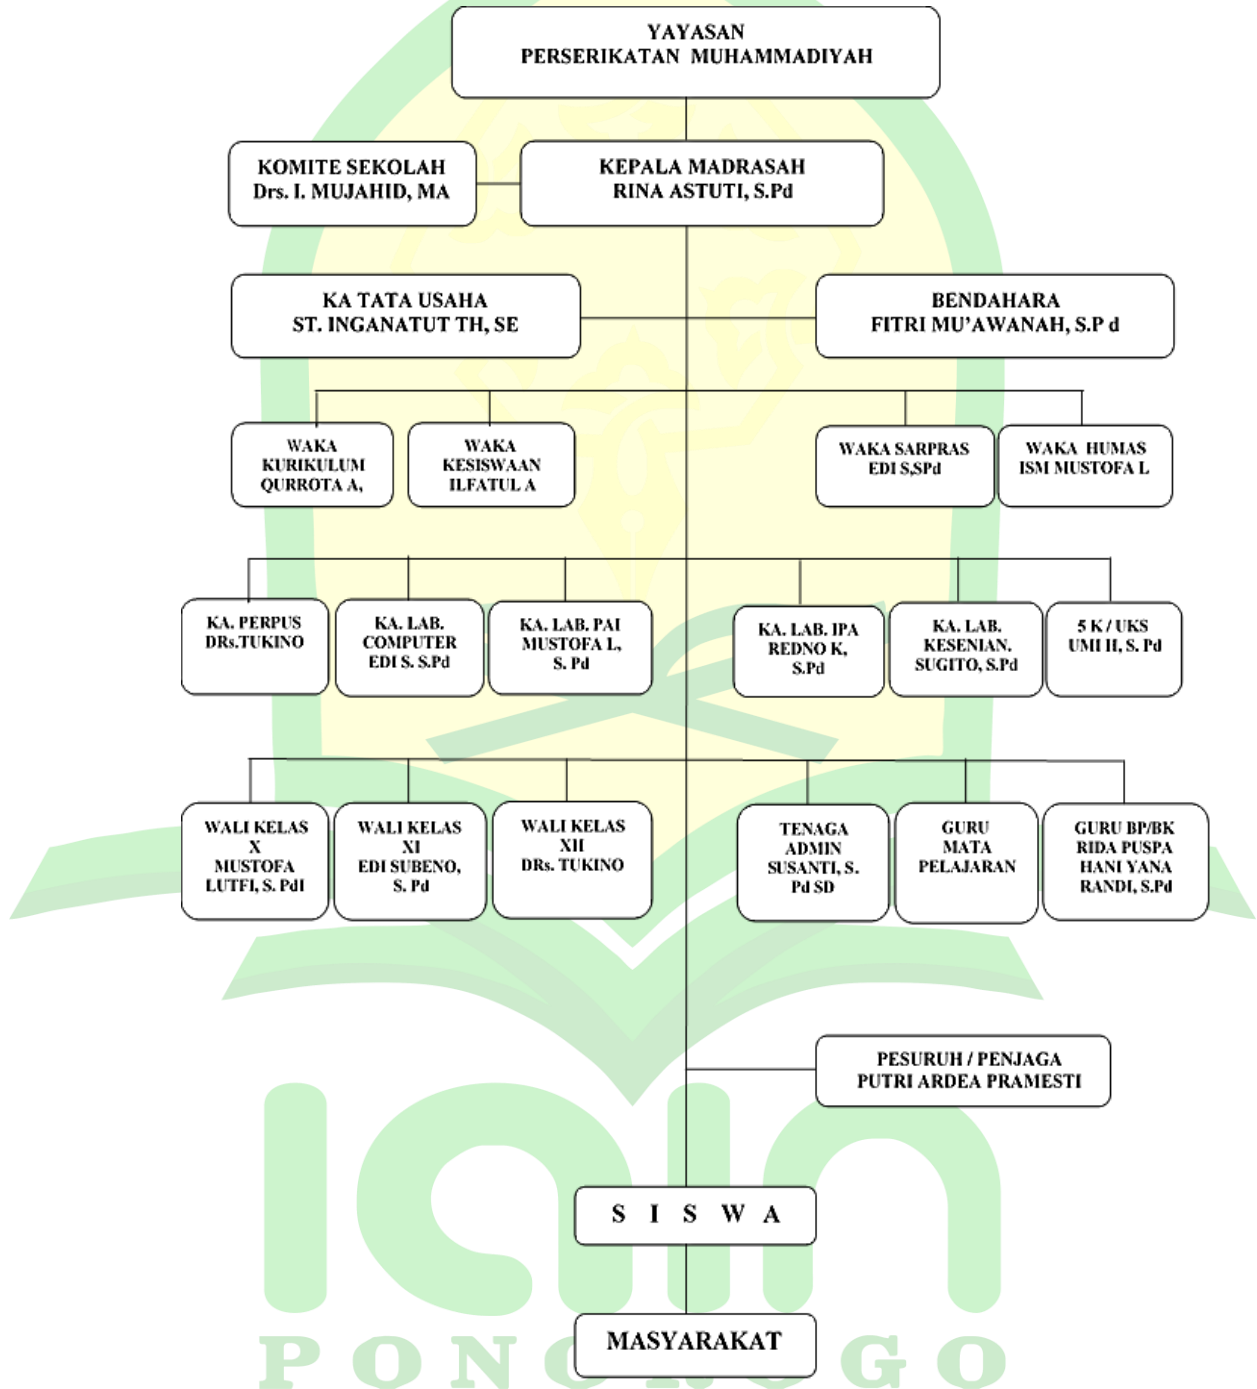 YAYASAN
PERSERIKATAN MUHAMMADIYAH
KOMITE SEKOLAH
Drs. I. MUJAHID, MA
KEPALA MADRASAH
RINA ASTUTI, S.Pd
KA TATA USAHA
ST. INGANATUT TH, SE
BENDAHARA
FITRI MU’AWANAH, S.P d
WAKA
KURIKULUM
QURROTA A,
WAKA
KESISWAAN
ILFATUL A
WAKA SARPRAS
EDI S,SPd
WAKA HUMAS
ISM MUSTOFA L
KA. PERPUS
DRs.TUKINO
KA. LAB.
COMPUTER
EDI S. S.Pd
KA. LAB. PAI
MUSTOFA L,
S. Pd
KA. LAB. IPA
REDNO K,
S.Pd
KA. LAB.
KESENIAN.
SUGITO, S.Pd
5 K / UKS
UMI H, S. Pd
WALI KELAS
X
MUSTOFA
LUTFI, S. PdI
WALI KELAS
XI
EDI SUBENO,
S. Pd
WALI KELAS
XII
DRs. TUKINO
TENAGA
ADMIN
SUSANTI, S.
Pd SD
GURU
MATA
PELAJARAN
GURU BP/BK
RIDA PUSPA
HANI YANA
RANDI, S.Pd
PESURUH / PENJAGA
PUTRI ARDEA PRAMESTI
S I S W A
MASYARAKAT
iain
PONOROGO